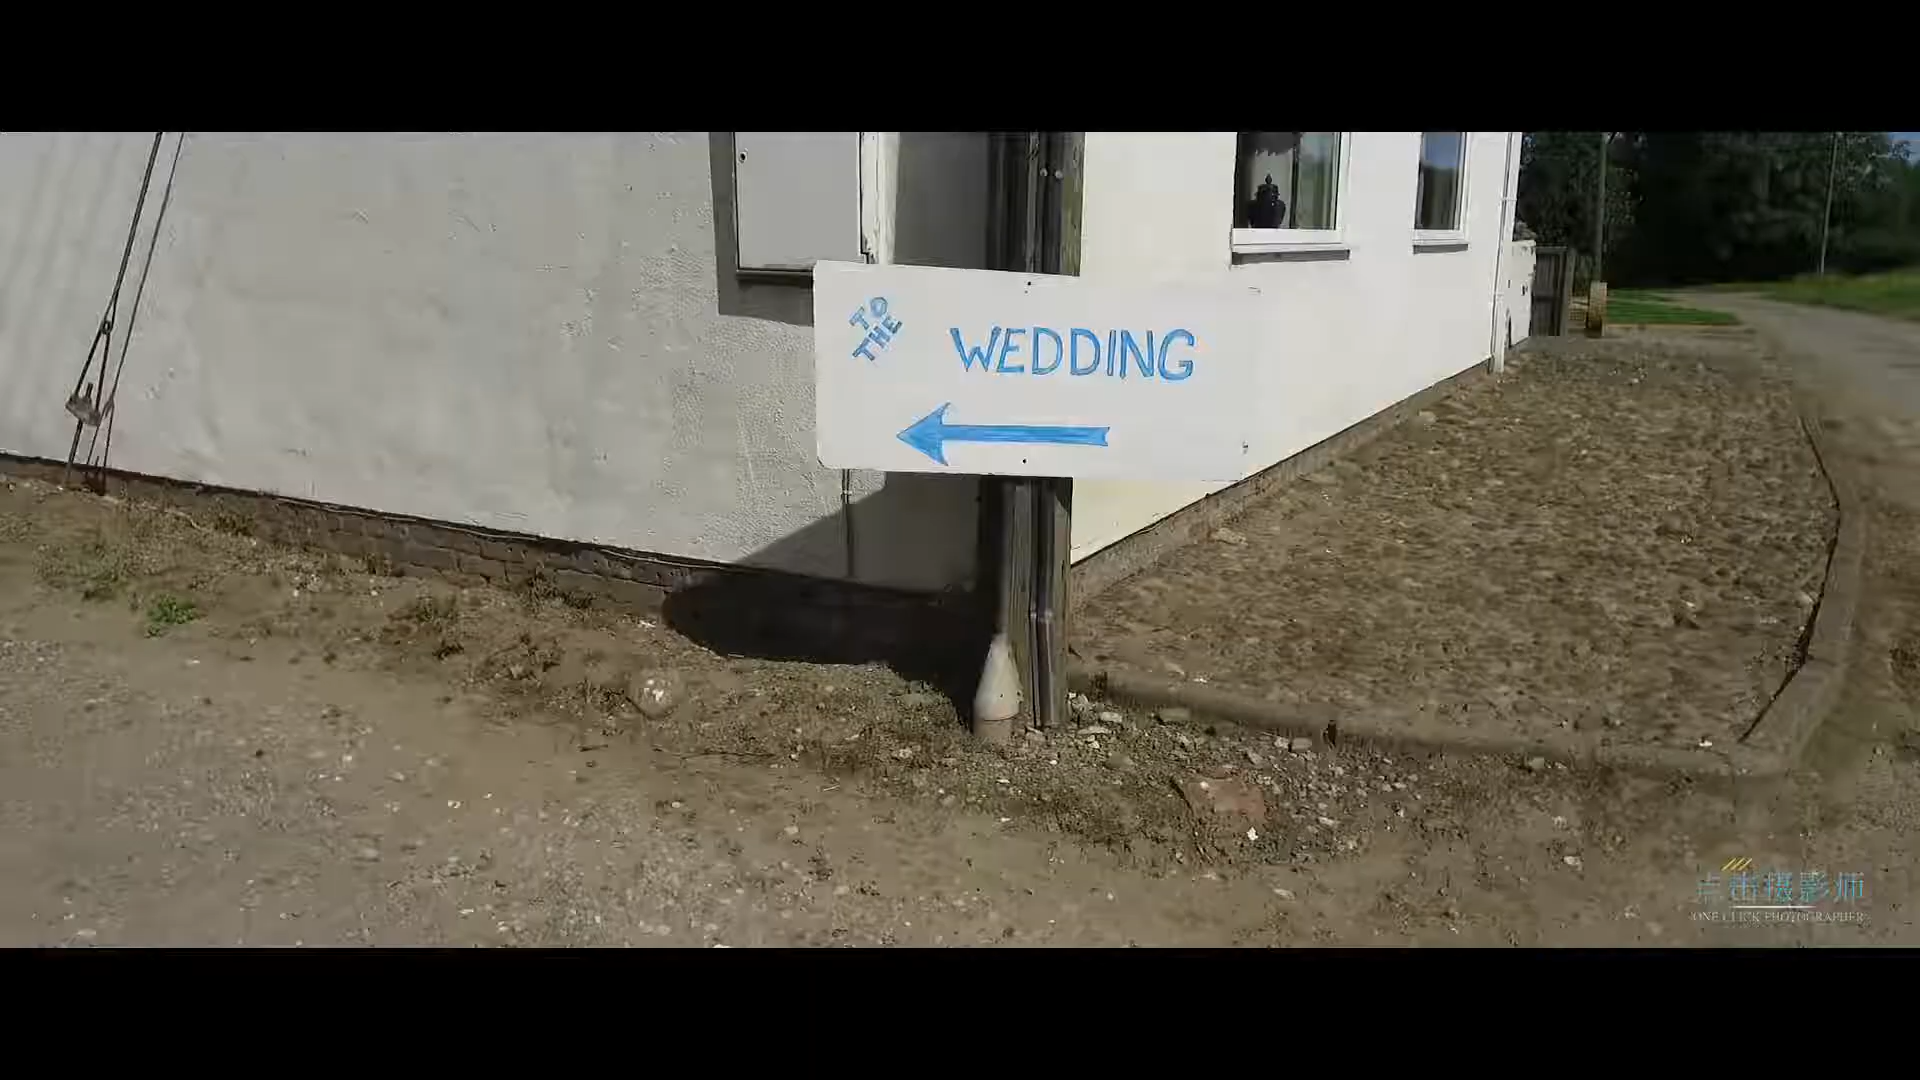 TO
THE
WEDDING
点击摄影师
ONE CLICK PHOTOGRAPHER